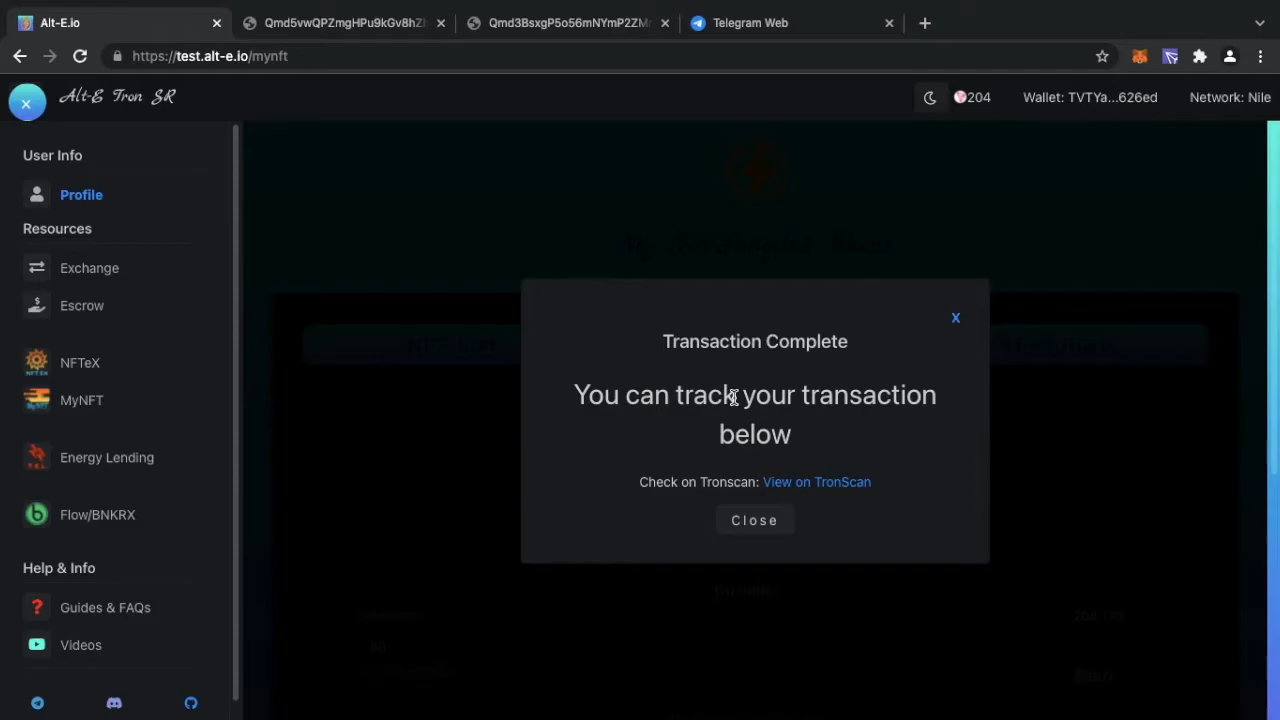 Alt-E.io
Qmd5vwQPZmgHPu9kGv8hZ
Qmd3BsxgP5o56mNYmP2ZM
Telegram Web
https://test.alt-e.io/mynft
Alt-E Tron SR
204
Wallet: TVTYa...626ed
Network: Nile
User Info
Profile
Resources
Exchange
Escrow
NFTeX
MyNFT
Energy Lending
Flow/BNKRX
Help & Info
Guides & FAQs
Videos
X
Transaction Complete
You can track your transaction
below
Check on Tronscan: View on TronScan
Close